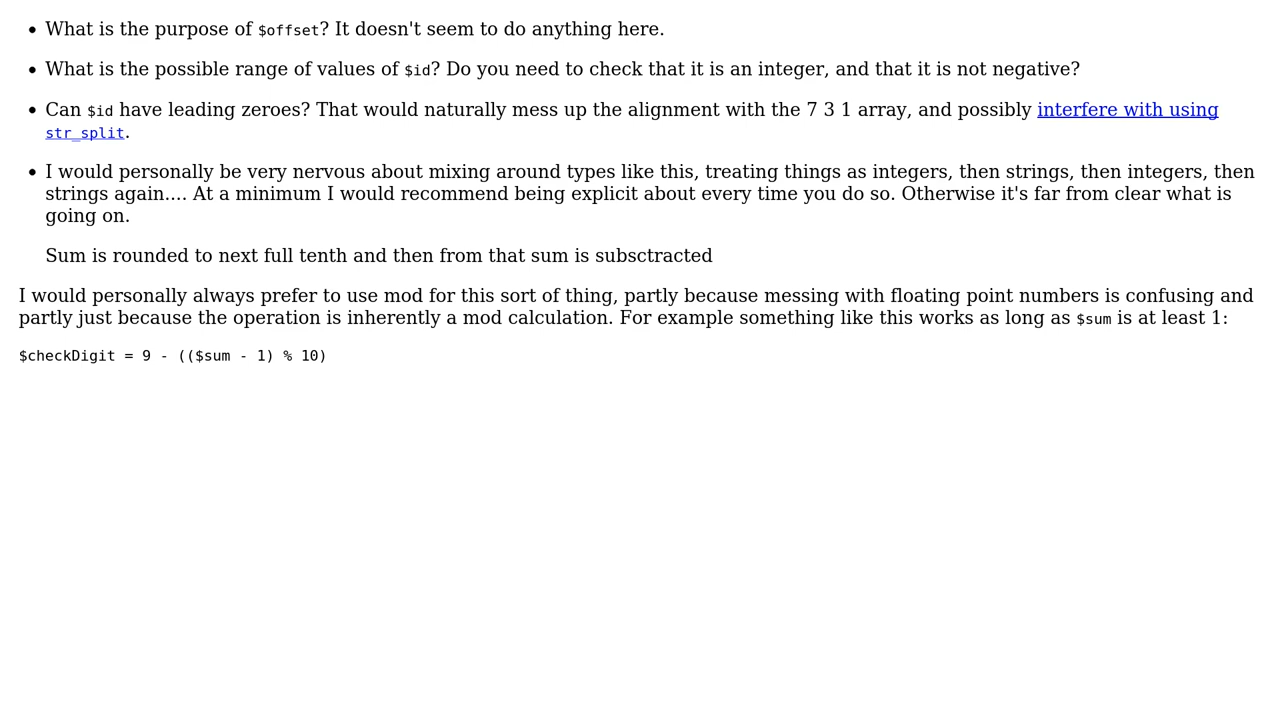 • What is the purpose of $offset? It doesn't seem to do anything here.
• What is the possible range of values of $id? Do you need to check that it is an integer, and that it is not negative?
• Can $id have leading zeroes? That would naturally mess up the alignment with the 7 3 1 array, and possibly interfere with using
str_split.
• I would personally be very nervous about mixing around types like this, treating things as integers, then strings, then integers, then
strings again.... At a minimum I would recommend being explicit about every time you do so. Otherwise it's far from clear what is
going on.
Sum is rounded to next full tenth and then from that sum is subsctracted
I would personally always prefer to use mod for this sort of thing, partly because messing with floating point numbers is confusing and
partly just because the operation is inherently a mod calculation. For example something like this works as long as $sum is at least 1:
$checkDigit = 9 - (($sum - 1) % 10)